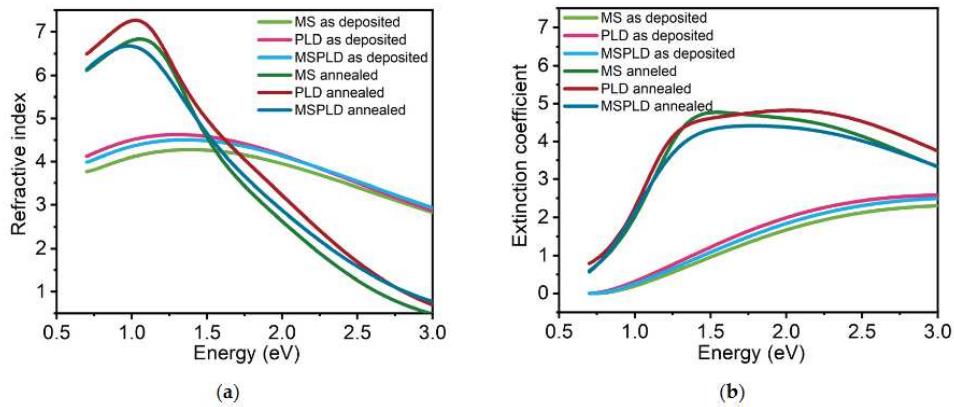 MS as deposited
PLD as deposited
MSPLD as deposited
MS annealed
PLD annealed
MSPLD annealed
Refractive index
7
6
5
4
3
2
1
0.5 1.0 1.5 2.0 2.5 3.0
Energy (eV)
(a)
MS as deposited
PLD as deposited
MSPLD as deposited
MS anneled
PLD annealed
MSPLD annealed
Extinction coefficient
7
6
5
4
3
2
1
0
0.5 1.0 1.5 2.0 2.5 3.0
Energy (eV)
(b)